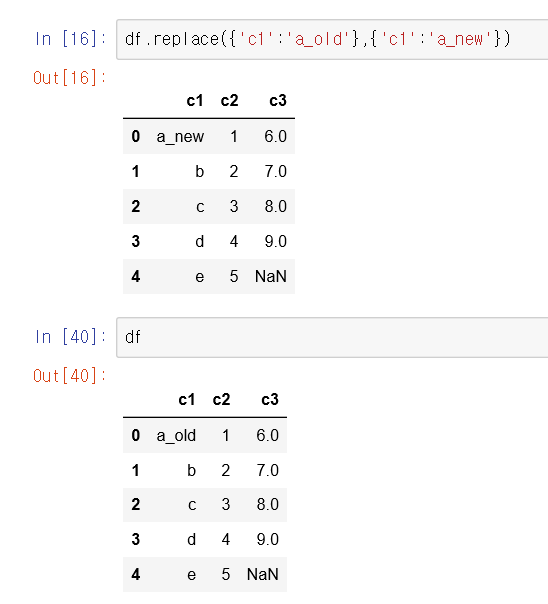 In [16]: df.replace({'c1':'a_old'},{'c1':'a_new'})
Out[16]:
c1 c2 c3
0 a_new 1 6.0
1 b 2 7.0
2 c 3 8.0
3 d 4 9.0
4 e 5 NaN
In [40]: df
Out[40]:
c1 c2 c3
0 a_old 1 6.0
1 b 2 7.0
2 c 3 8.0
3 d 4 9.0
4 e 5 NaN